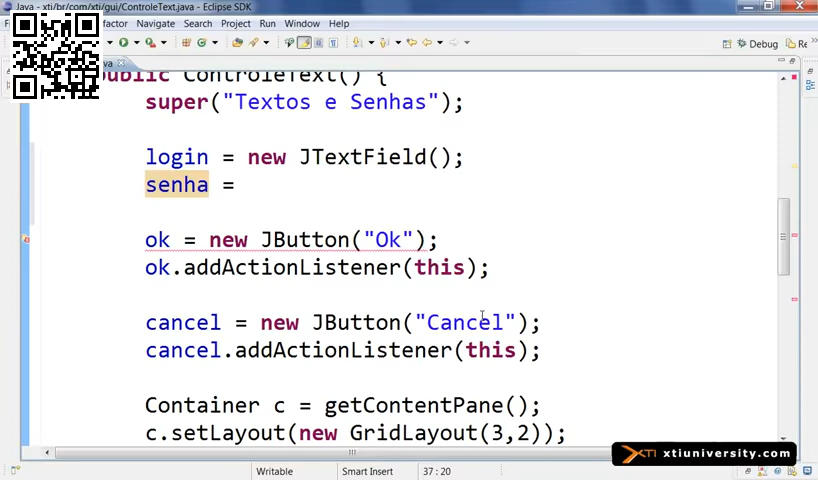 Java - xti/br/com/xti/gui/ControleText.java - Eclipse SDK
Navigate Search Project Run Window Help
Debug
public ControleText() {
super("Textos e Senhas");
login = new JTextField();
senha =
ok = new JButton("Ok");
ok.addActionListener(this);
cancel = new JButton("Cancel");
cancel.addActionListener(this);
Container c = getContentPane();
c.setLayout(new GridLayout(3,2));
XTI xtiuniversity.com
Writable Smart Insert 37 : 20